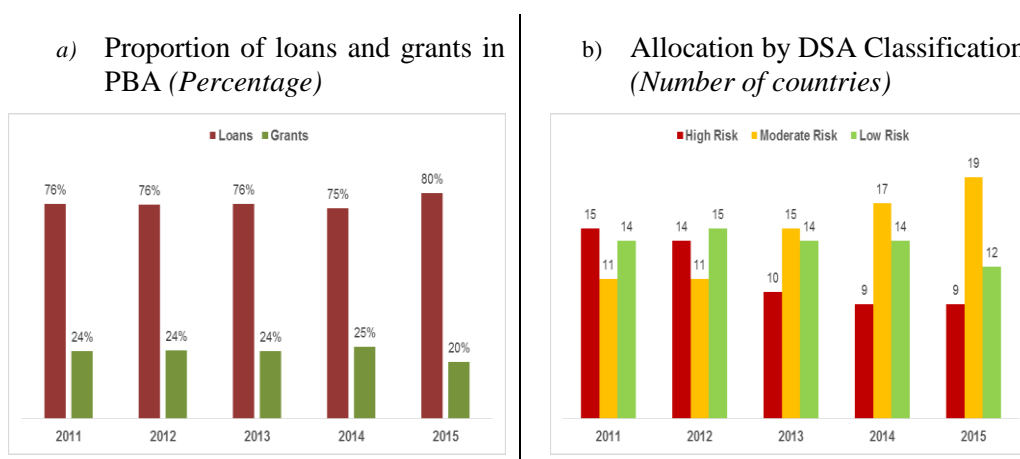 a) Proportion of loans and grants in
PBA (Percentage)
Loans Grants
76% 76% 76% 75% 80%
24% 24% 24% 25% 20%
2011 2012 2013 2014 2015
b) Allocation by DSA Classification
(Number of countries)
High Risk Moderate Risk Low Risk
15 11 14 14 11 15 10 15 14 9 17 14 9 19 12
2011 2012 2013 2014 2015